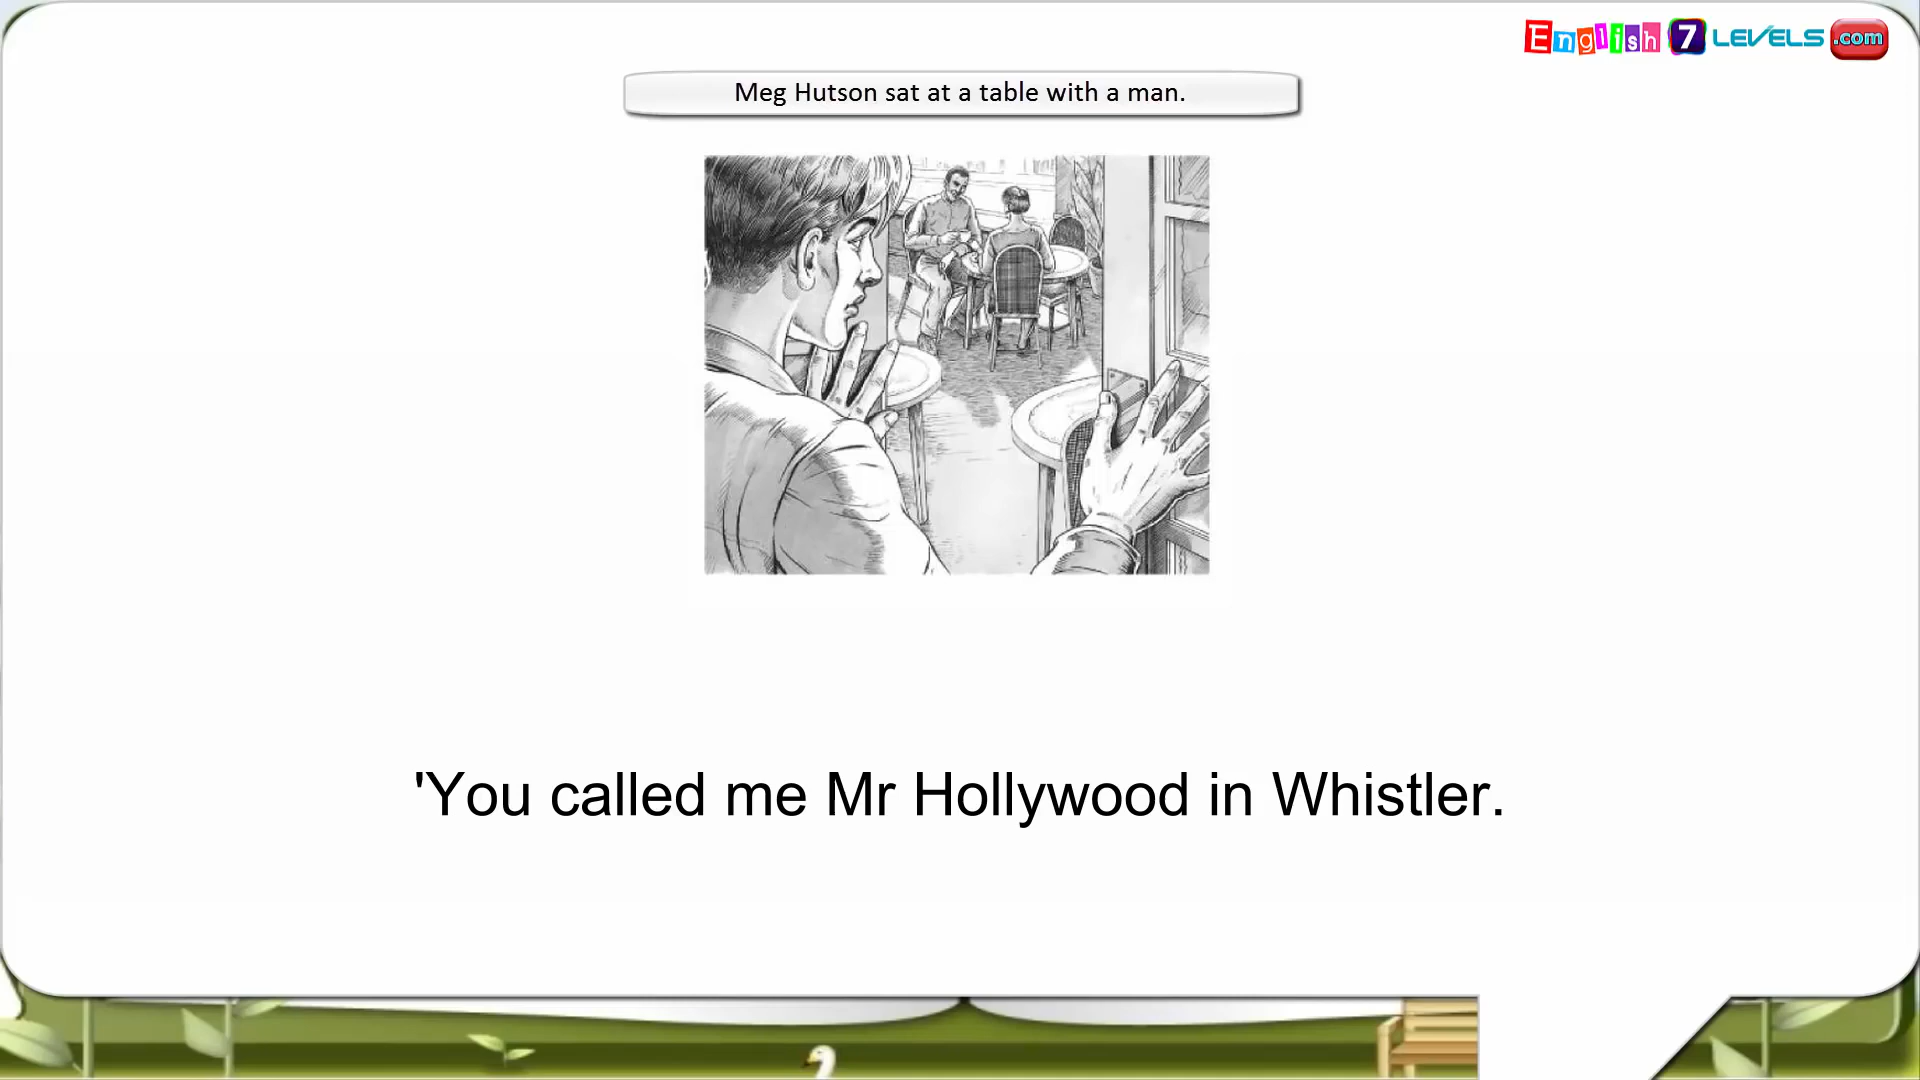 English 7 LEVELS .com
Meg Hutson sat at a table with a man.
'You called me Mr Hollywood in Whistler.